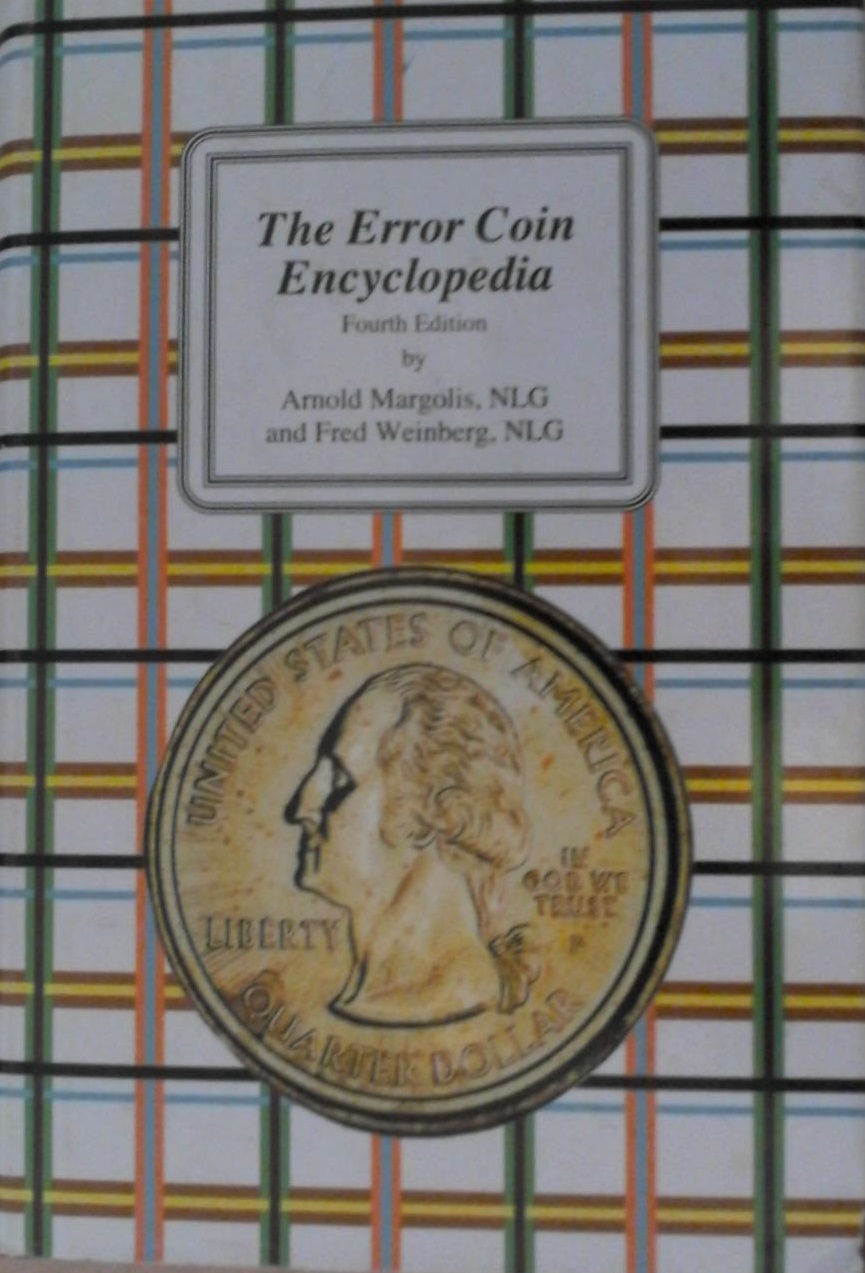 The Error Coin
Encyclopedia
Fourth Edition
by
Arnold Margolis, NLG
and Fred Weinberg, NLG
UNITED STATES OF AMERICA
IN
GOD WE
TRUST
P
LIBERTY
QUARTER DOLLAR